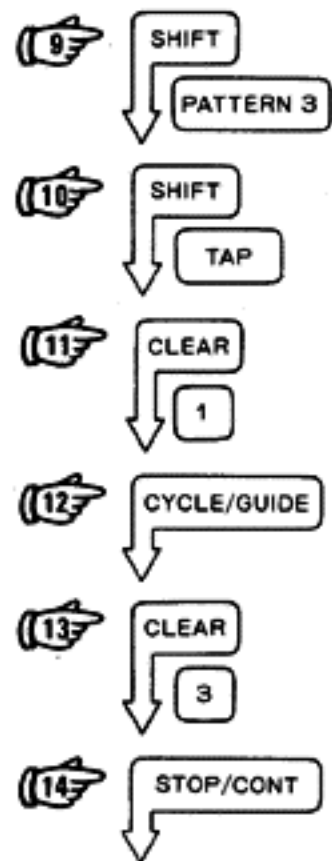 9 SHIFT
PATTERN 3
10 SHIFT
TAP
11 CLEAR
1
12 CYCLE/GUIDE
13 CLEAR
3
14 STOP/CONT